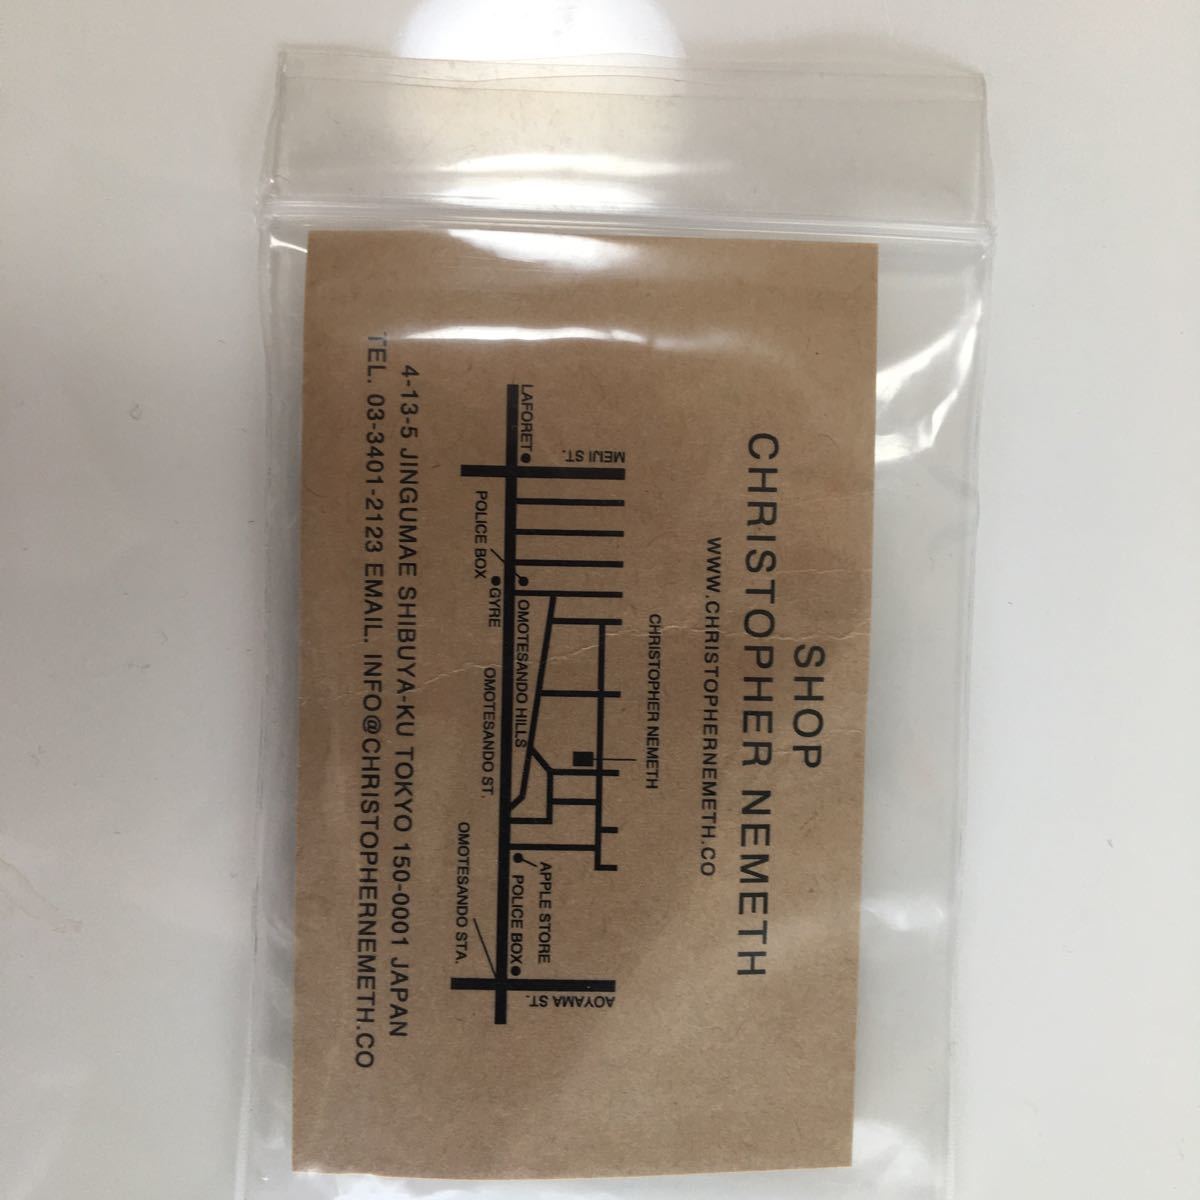 SHOP
CHRISTOPHER NEMETH
WWW.CHRISTOPHERNEMETH.CO
CHRISTOPHER NEMETH
MEIJI ST.
AOYAMA ST.
LAFORET
APPLE STORE
OMOTESANDO HILLS
POLICE BOX
POLICE BOX
GYRE
OMOTESANDO ST.
OMOTESANDO STA.
4-13-5 JINGUMAE SHIBUYA-KU TOKYO 150-0001 JAPAN
TEL. 03-3401-2123 EMAIL. INFO@CHRISTOPHERNEMETH.CO